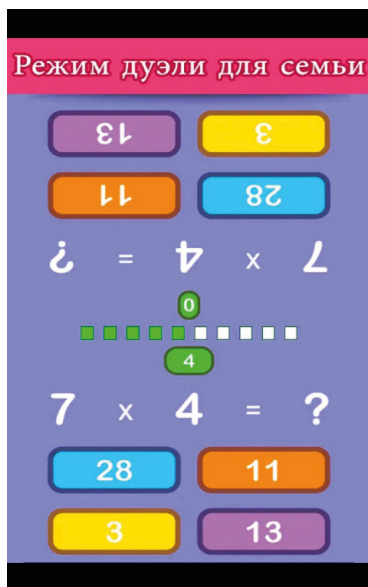 Режим дуэли для семьи
13 3
11 28
? = 4 x 7
0
4
7 x 4 = ?
28 11
3 13